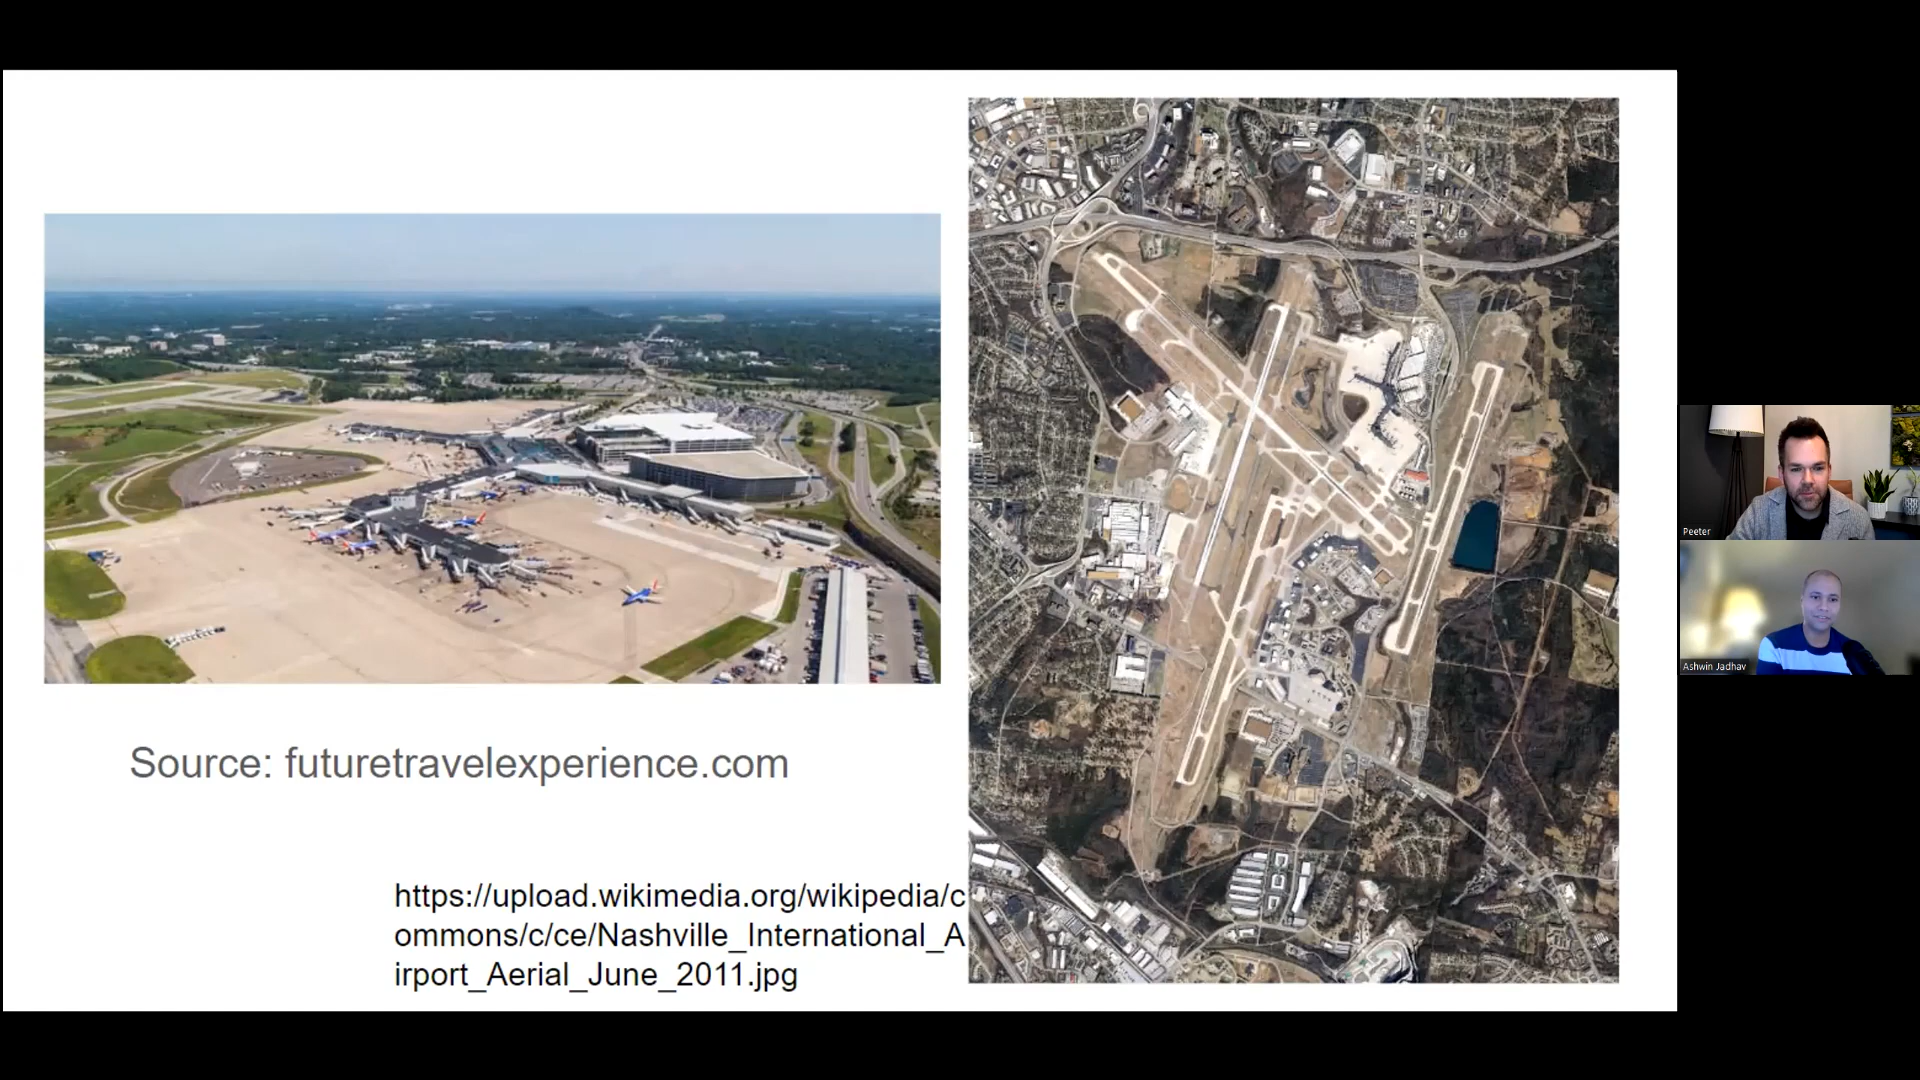 Source: futuretravelexperience.com
https://upload.wikimedia.org/wikipedia/c
ommons/c/ce/Nashville_International_A
irport_Aerial_June_2011.jpg
Peeter
Ashwin Jadhav